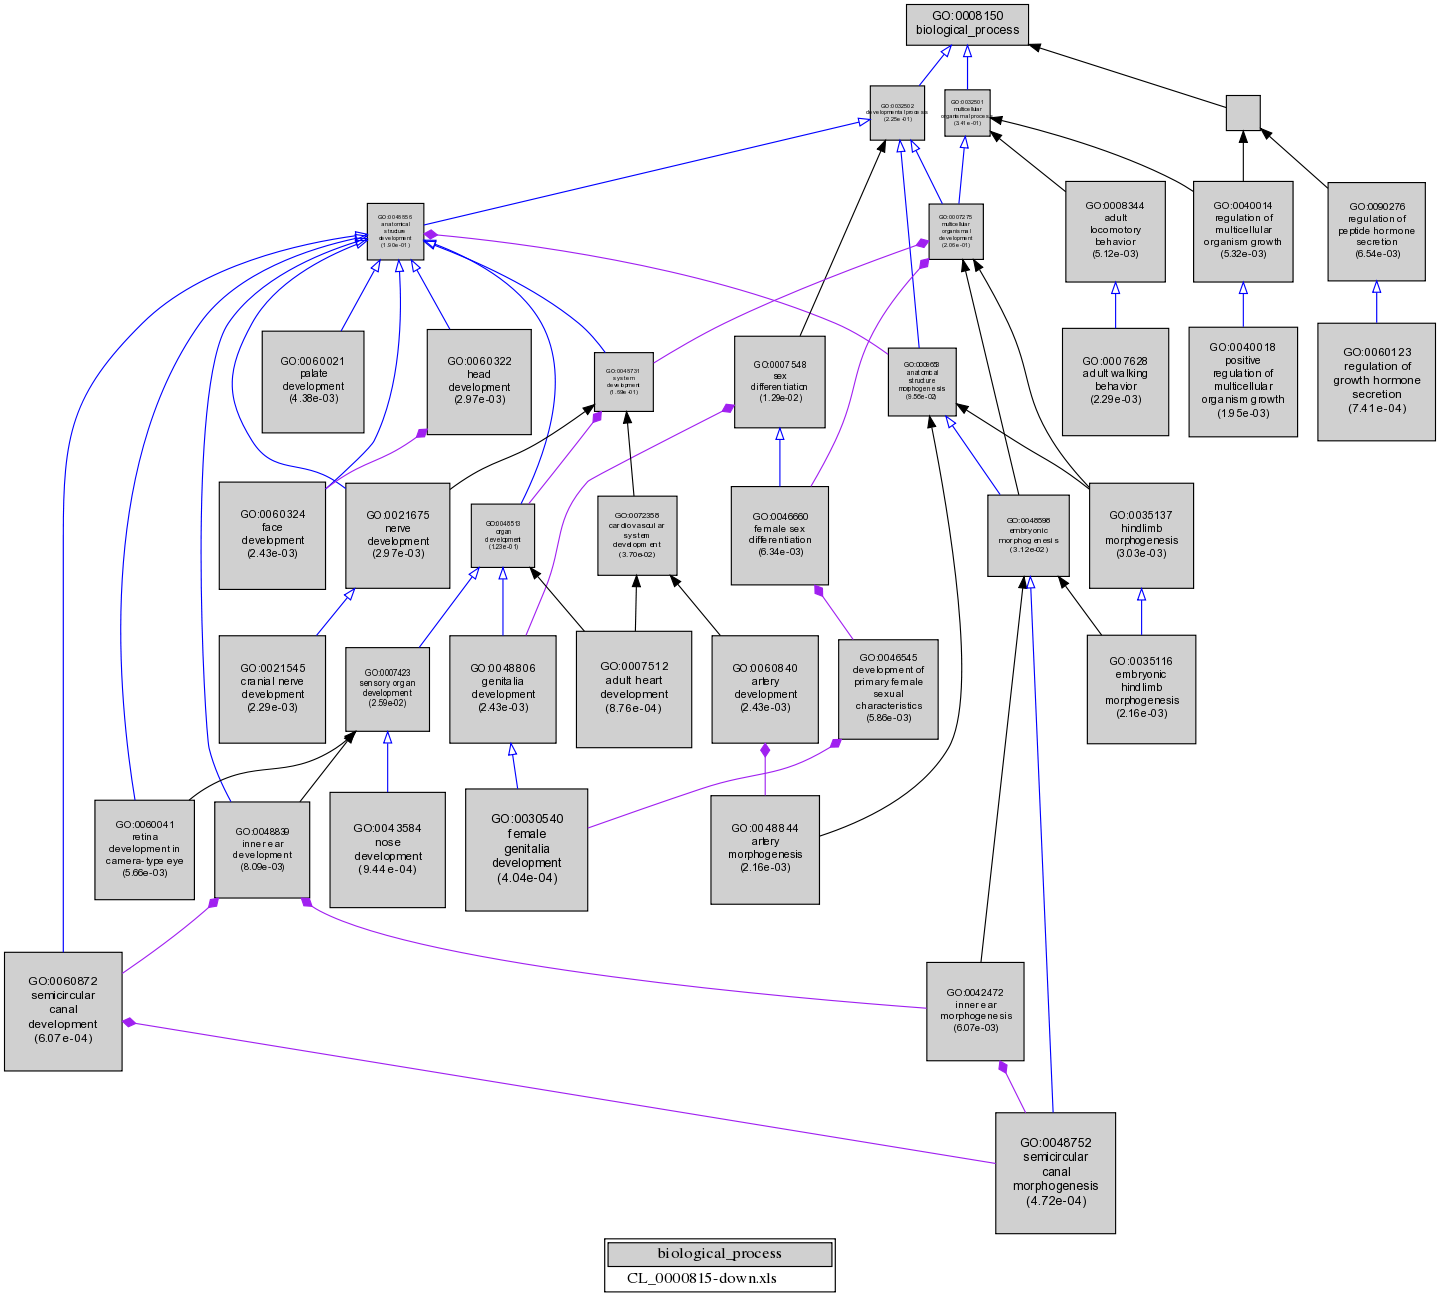 GO:0008150
biological_process
GO:0032502
developmental process
(2.25e-01)
GO:0032501
multicellular
organismal process
(3.41e-01)
GO:0048856
anatomical
structure
development
(1.90e-01)
GO:0007275
multicellular
organismal
development
(2.05e-01)
GO:0008344
adult
locomotory
behavior
(5.12e-03)
GO:0040014
regulation of
multicellular
organism growth
(5.32e-03)
GO:0090276
regulation of
peptide hormone
secretion
(6.54e-03)
GO:0060021
palate
development
(4.38e-03)
GO:0060322
head
development
(2.97e-03)
GO:0048731
system
development
(1.69e-01)
GO:0007548
sex
differentiation
(1.29e-02)
GO:0009653
anatomical
structure
morphogenesis
(9.56e-02)
GO:0007628
adult walking
behavior
(2.29e-03)
GO:0040018
positive
regulation of
multicellular
organism growth
(1.95e-03)
GO:0060123
regulation of
growth hormone
secretion
(7.41e-04)
GO:0060324
face
development
(2.43e-03)
GO:0021675
nerve
development
(2.97e-03)
GO:0048513
organ
development
(1.23e-01)
GO:0072358
cardiovascular
system
development
(3.70e-02)
GO:0046660
female sex
differentiation
(6.34e-03)
GO:0048598
embryonic
morphogenesis
(3.12e-02)
GO:0035137
hindlimb
morphogenesis
(3.03e-03)
GO:0021545
cranial nerve
development
(2.29e-03)
GO:0007423
sensory organ
development
(2.59e-02)
GO:0048806
genitalia
development
(2.43e-03)
GO:0007512
adult heart
development
(8.76e-04)
GO:0060840
artery
development
(2.43e-03)
GO:0046545
development of
primary female
sexual
characteristics
(5.86e-03)
GO:0035116
embryonic
hindlimb
morphogenesis
(2.16e-03)
GO:0060041
retina
development in
camera-type eye
(5.66e-03)
GO:0048839
inner ear
development
(8.09e-03)
GO:0043584
nose
development
(9.44e-04)
GO:0030540
female
genitalia
development
(4.04e-04)
GO:0048844
artery
morphogenesis
(2.16e-03)
GO:0060872
semicircular
canal
development
(6.07e-04)
GO:0042472
inner ear
morphogenesis
(6.07e-03)
GO:0048752
semicircular
canal
morphogenesis
(4.72e-04)
biological_process
CL_0000815-down.xls